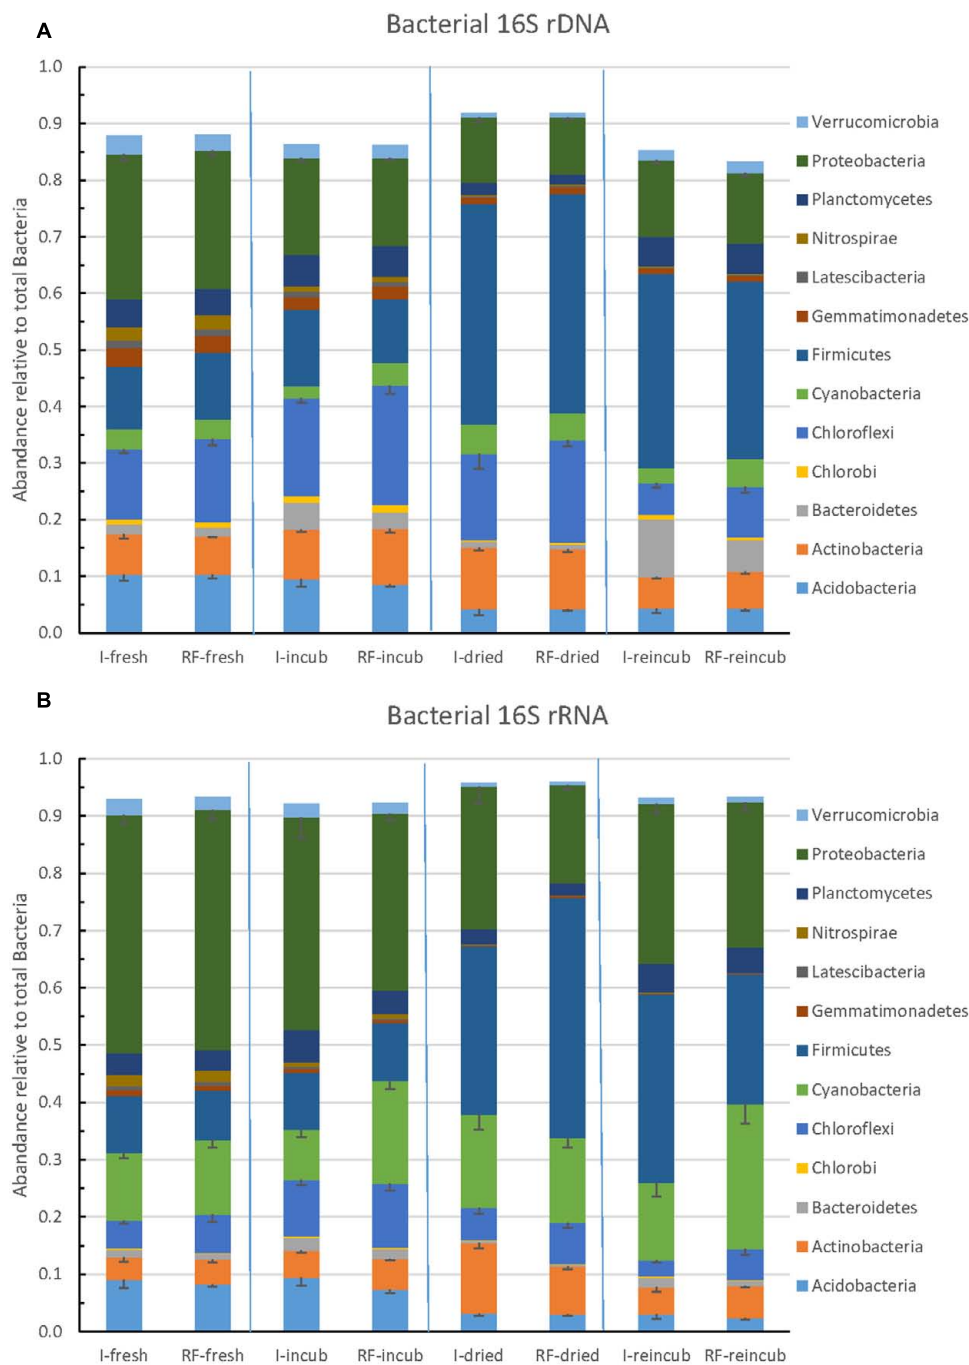 A
Bacterial 16S rDNA
Abandance relative to total Bacteria
1.0
0.9
0.8
0.7
0.6
0.5
0.4
0.3
0.2
0.1
0.0
I-fresh RF-fresh I-incub RF-incub I-dried RF-dried I-reincub RF-reincub
Verrucomicrobia
Proteobacteria
Planctomycetes
Nitrospirae
Latescibacteria
Gemmatimonadetes
Firmicutes
Cyanobacteria
Chloroflexi
Chlorobi
Bacteroidetes
Actinobacteria
Acidobacteria
B
Bacterial 16S rRNA
Abandance relative to total Bacteria
1.0
0.9
0.8
0.7
0.6
0.5
0.4
0.3
0.2
0.1
0.0
I-fresh RF-fresh I-incub RF-incub I-dried RF-dried I-reincub RF-reincub
Verrucomicrobia
Proteobacteria
Planctomycetes
Nitrospirae
Latescibacteria
Gemmatimonadetes
Firmicutes
Cyanobacteria
Chloroflexi
Chlorobi
Bacteroidetes
Actinobacteria
Acidobacteria